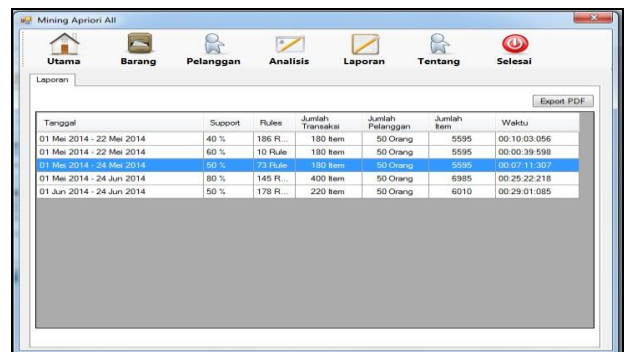 Mining Apriori All
Utama Barang Pelanggan Analisis Laporan Tentang Selesai
Laporan
Export PDF
Tanggal Support Rules Jumlah Transaksi Jumlah Pelanggan Jumlah Item Waktu
01 Mei 2014 - 22 Mei 2014 40 % 186 R... 180 Item 50 Orang 5595 00:10:03:056
01 Mei 2014 - 22 Mei 2014 60 % 10 Rule 180 Item 50 Orang 5595 00:00:39:598
01 Mei 2014 - 24 Mei 2014 50 % 73 Rule 180 Item 50 Orang 5595 00:07:11:307
01 Mei 2014 - 24 Jun 2014 80 % 145 R... 400 Item 50 Orang 6985 00:25:22:218
01 Jun 2014 - 24 Jun 2014 50 % 178 R... 220 Item 50 Orang 6010 00:29:01:085